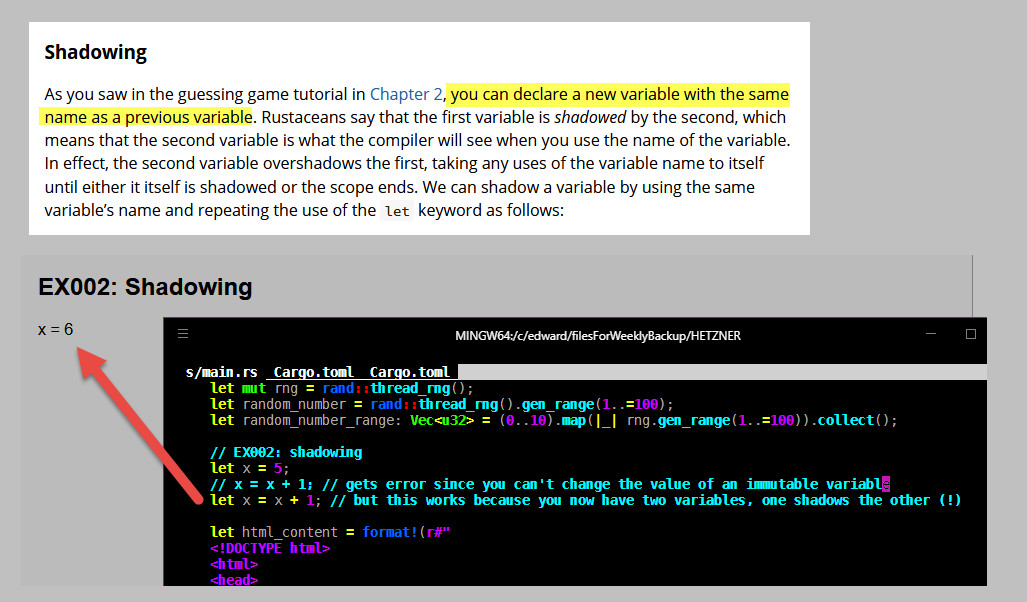 Shadowing
As you saw in the guessing game tutorial in Chapter 2, you can declare a new variable with the same
name as a previous variable. Rustaceans say that the first variable is shadowed by the second, which
means that the second variable is what the compiler will see when you use the name of the variable.
In effect, the second variable overshadows the first, taking any uses of the variable name to itself
until either it itself is shadowed or the scope ends. We can shadow a variable by using the same
variable’s name and repeating the use of the let keyword as follows:
EX002: Shadowing
x = 6
MINGW64:/c/edward/filesForWeeklyBackup/HETZNER
s/main.rs  Cargo.toml  Cargo.toml
let mut rng = rand::thread_rng();
let random_number = rand::thread_rng().gen_range(1..=100);
let random_number_range: Vec<u32> = (0..10).map(|_| rng.gen_range(1..=100)).collect();
// EX002: shadowing
let x = 5;
// x = x + 1; // gets error since you can't change the value of an immutable variable
let x = x + 1; // but this works because you now have two variables, one shadows the other (!)
let html_content = format!(r#"
<!DOCTYPE html>
<html>
<head>